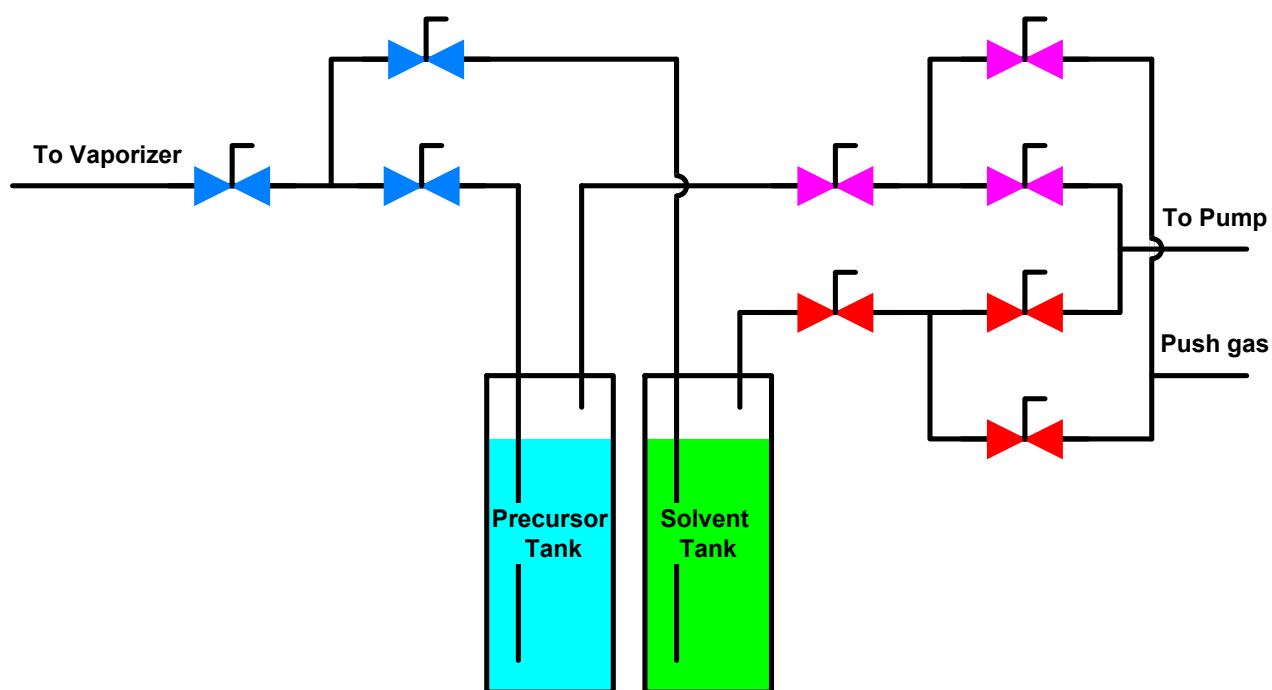 To Vaporizer
To Pump
Push gas
Precursor
Tank
Solvent
Tank